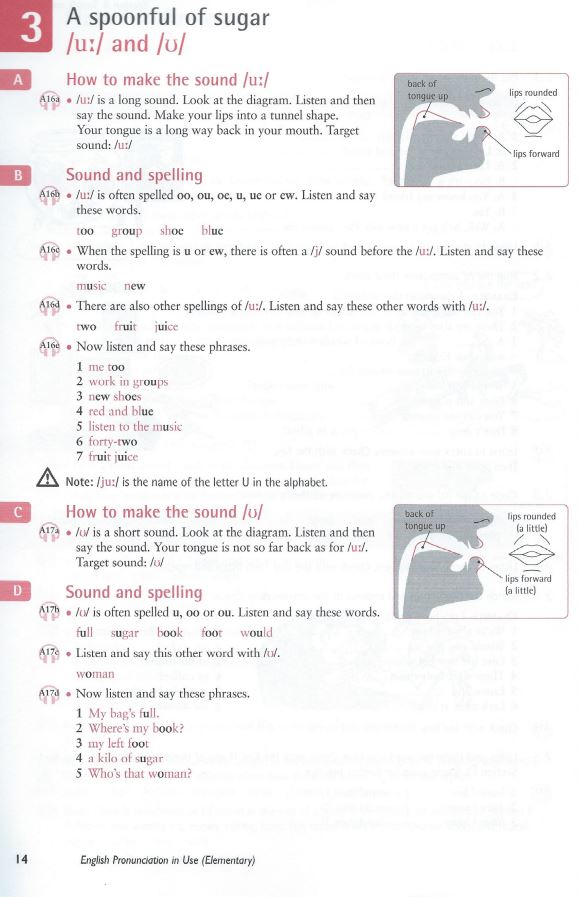 3
A spoonful of sugar
/uː/ and /ʊ/
A
How to make the sound /uː/
A16a • /uː/ is a long sound. Look at the diagram. Listen and then
say the sound. Make your lips into a tunnel shape.
Your tongue is a long way back in your mouth. Target
sound: /uː/
back of
tongue up
lips rounded
lips forward
B
Sound and spelling
A16b • /uː/ is often spelled oo, ou, oe, u, ue or ew. Listen and say
these words.
too group shoe blue
A16c • When the spelling is u or ew, there is often a /j/ sound before the /uː/. Listen and say these
words.
music new
A16d • There are also other spellings of /uː/. Listen and say these other words with /uː/.
two fruit juice
A16e • Now listen and say these phrases.
1 me too
2 work in groups
3 new shoes
4 red and blue
5 listen to the music
6 forty-two
7 fruit juice
Note: /juː/ is the name of the letter U in the alphabet.
C
How to make the sound /ʊ/
A17a • /ʊ/ is a short sound. Look at the diagram. Listen and then
say the sound. Your tongue is not so far back as for /uː/.
Target sound: /ʊ/
back of
tongue up
lips rounded
(a little)
lips forward
(a little)
D
Sound and spelling
A17b • /ʊ/ is often spelled u, oo or ou. Listen and say these words.
full sugar book foot would
A17c • Listen and say this other word with /ʊ/.
woman
A17d • Now listen and say these phrases.
1 My bag's full.
2 Where's my book?
3 my left foot
4 a kilo of sugar
5 Who's that woman?
14
English Pronunciation in Use (Elementary)